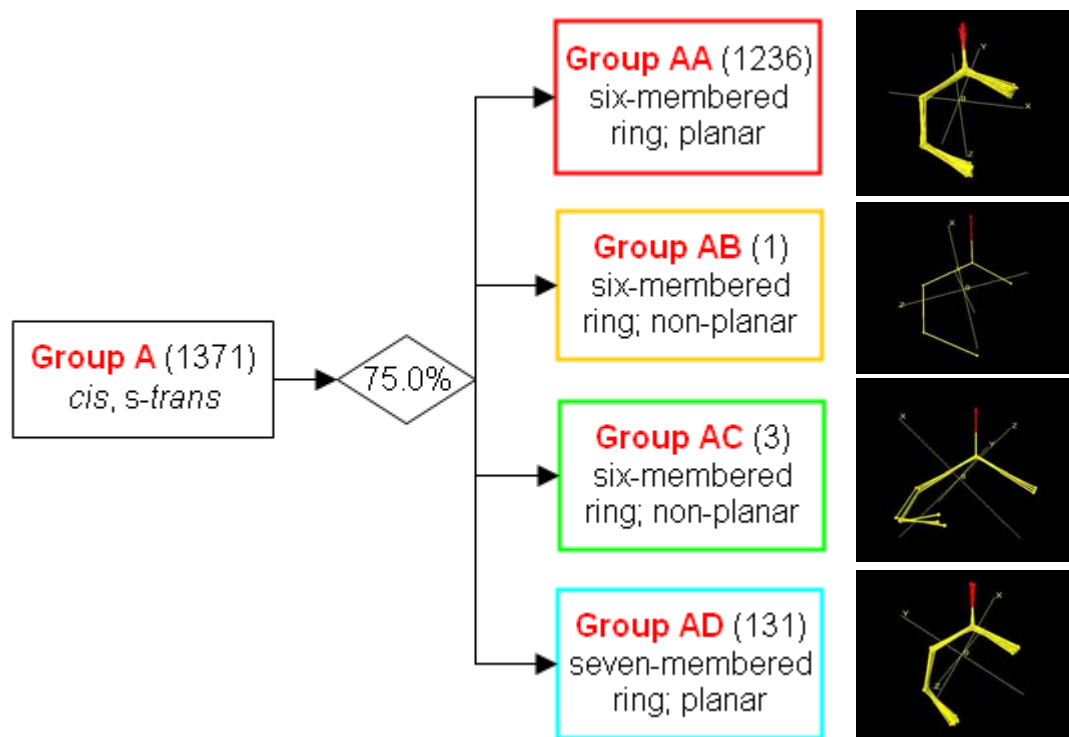 Group AA (1236)
six-membered
ring; planar
Group AB (1)
six-membered
ring; non-planar
Group A (1371)
cis, s-trans
75.0%
Group AC (3)
six-membered
ring; non-planar
Group AD (131)
seven-membered
ring; planar
Y
X
Z
X
Z
X
Z
Y
Y
X